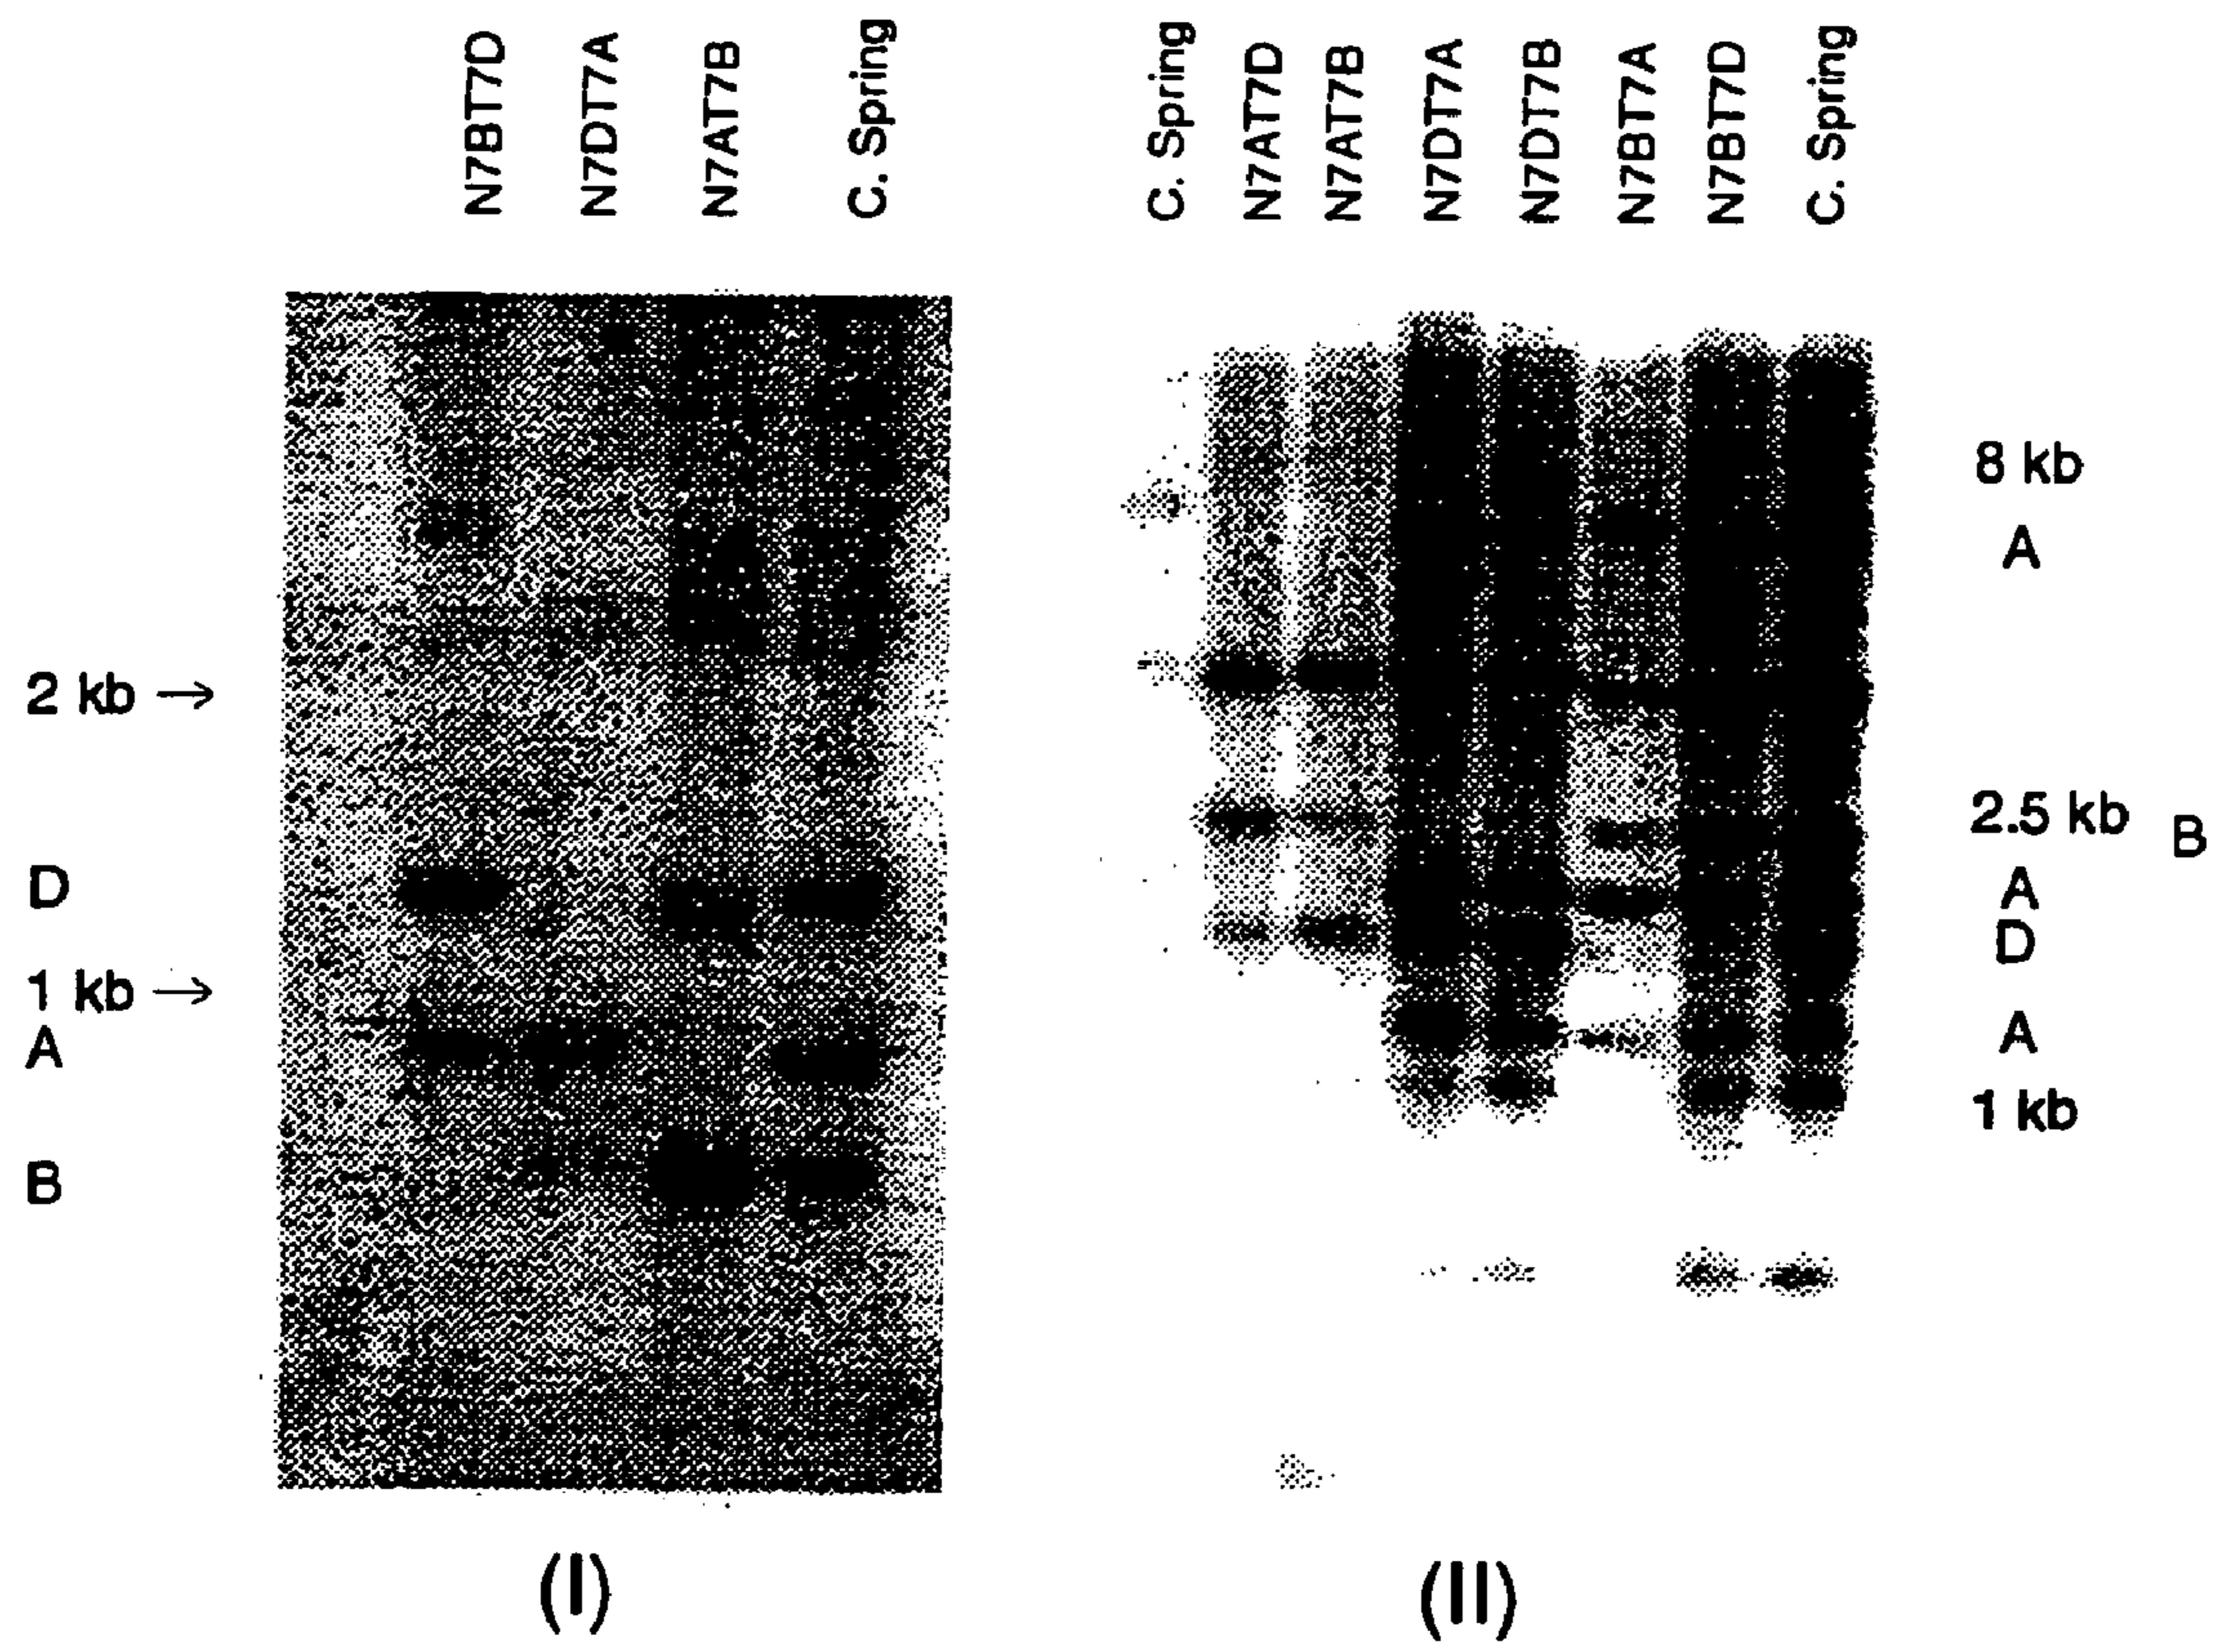 N7BT7D
N7DT7A
N7AT7B
C. Spring
2 kb →
D
1 kb →
A
B
(I)
C. Spring
N7AT7D
N7AT7B
N7DT7A
N7DT7B
N7BT7A
N7BT7D
C. Spring
8 kb
A
2.5 kb B
A
D
A
1 kb
(II)